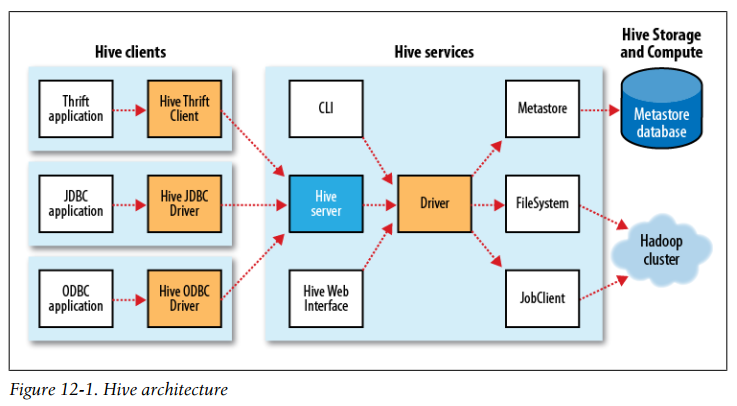 Hive clients
Hive services
Hive Storage
and Compute
Thrift
application
Hive Thrift
Client
CLI
Metastore
Metastore
database
JDBC
application
Hive JDBC
Driver
Hive
server
Driver
FileSystem
Hadoop
cluster
ODBC
application
Hive ODBC
Driver
Hive Web
Interface
JobClient
Figure 12-1. Hive architecture